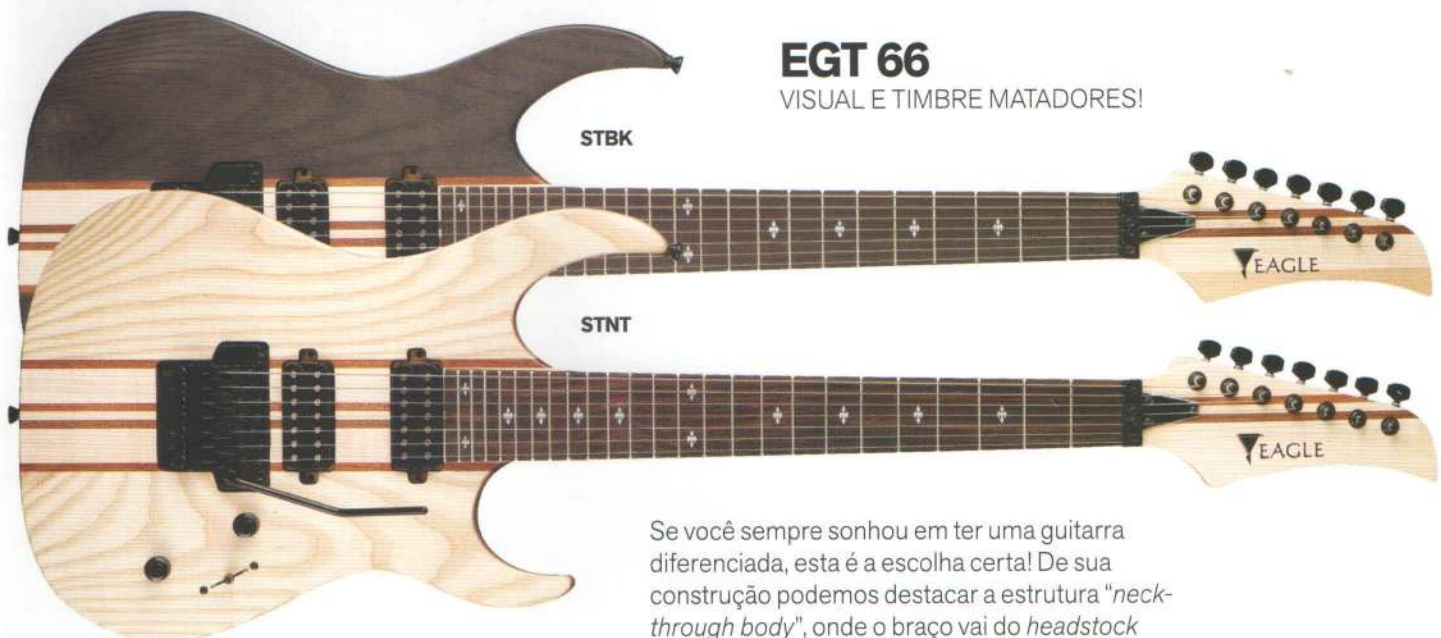 EGT 66
VISUAL E TIMBRE MATADORES!
STBK
EAGLE
STNT
EAGLE
Se você sempre sonhou em ter uma guitarra
diferenciada, esta é a escolha certa! De sua
construção podemos destacar a estrutura "neck-
through body", onde o braço vai do headstock